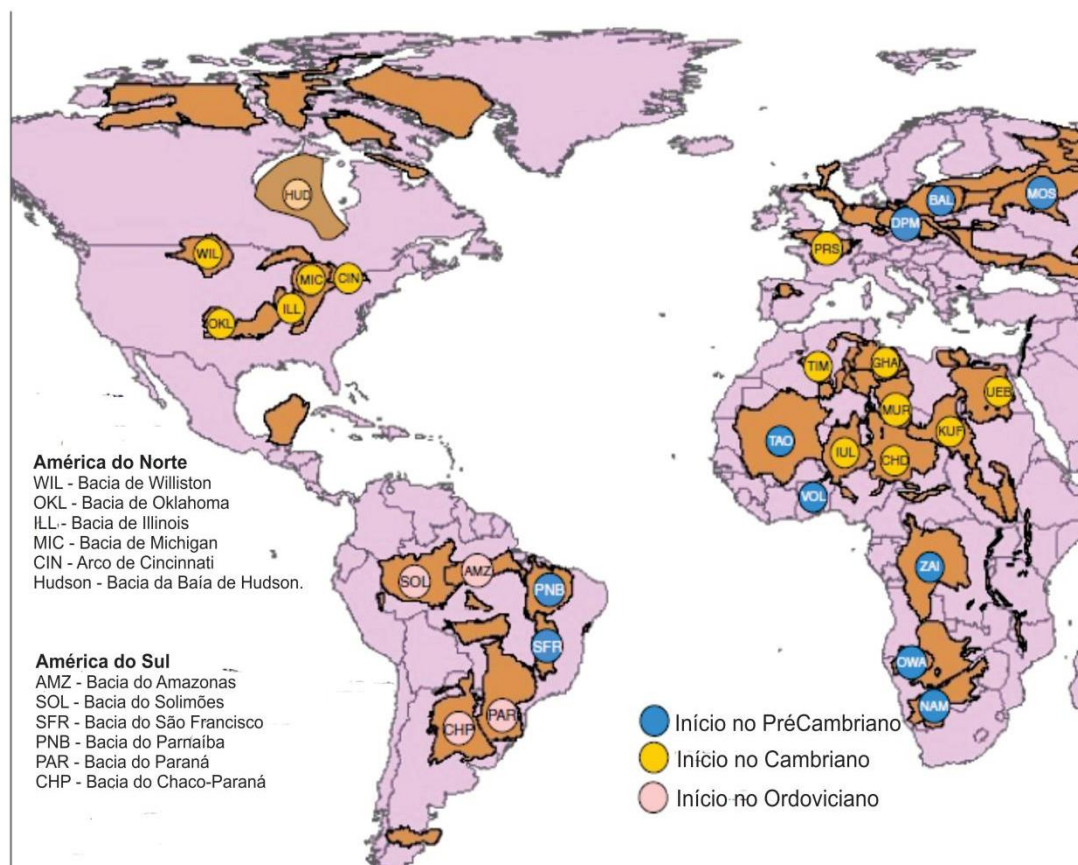 HUD
BAL
MOS
DPM
WIL
PRS
MIC
CIN
ILL
OKL
TIM
GHA
UEB
MUR
KUF
TAO
IUL
CHD
VOL
América do Norte
WIL - Bacia de Williston
OKL - Bacia de Oklahoma
ILL - Bacia de Illinois
MIC - Bacia de Michigan
CIN - Arco de Cincinnati
Hudson - Bacia da Baía de Hudson.
SOL
AMZ
PNB
ZAI
SFR
OWA
NAM
PAR
CHP
América do Sul
AMZ - Bacia do Amazonas
SOL - Bacia do Solimões
SFR - Bacia do São Francisco
PNB - Bacia do Parnaíba
PAR - Bacia do Paraná
CHP - Bacia do Chaco-Paraná
Início no PréCambriano
Início no Cambriano
Início no Ordoviciano